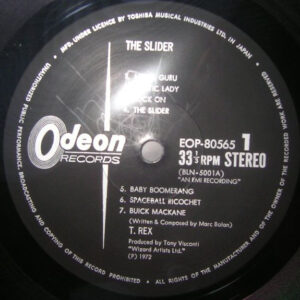 MFD. UNDER LICENCE BY TOSHIBA MUSICAL INDUSTRIES LTD. IN JAPAN
UNAUTHORIZED PUBLIC PERFORMANCE, BROADCASTING AND COPYING OF THIS RECORD PROHIBITED • ALL RIGHTS OF THE MANUFACTURER AND OF THE OWNER OF THE RECORDED WORK ARE RESERVED
THE SLIDER
GURU
LADY
ON
4. THE SLIDER
Odeon
RECORDS
EOP-80565 1
33⅓ RPM STEREO
(BLN-5001A)
"AN EMI RECORDING"
5. BABY BOOMERANG
6. SPACEBALL RICOCHET
7. BUICK MACKANE
(Written & Composed by Marc Bolan)
T. REX
Produced by Tony Visconti
"Wizard Artists Ltd."
℗ 1972